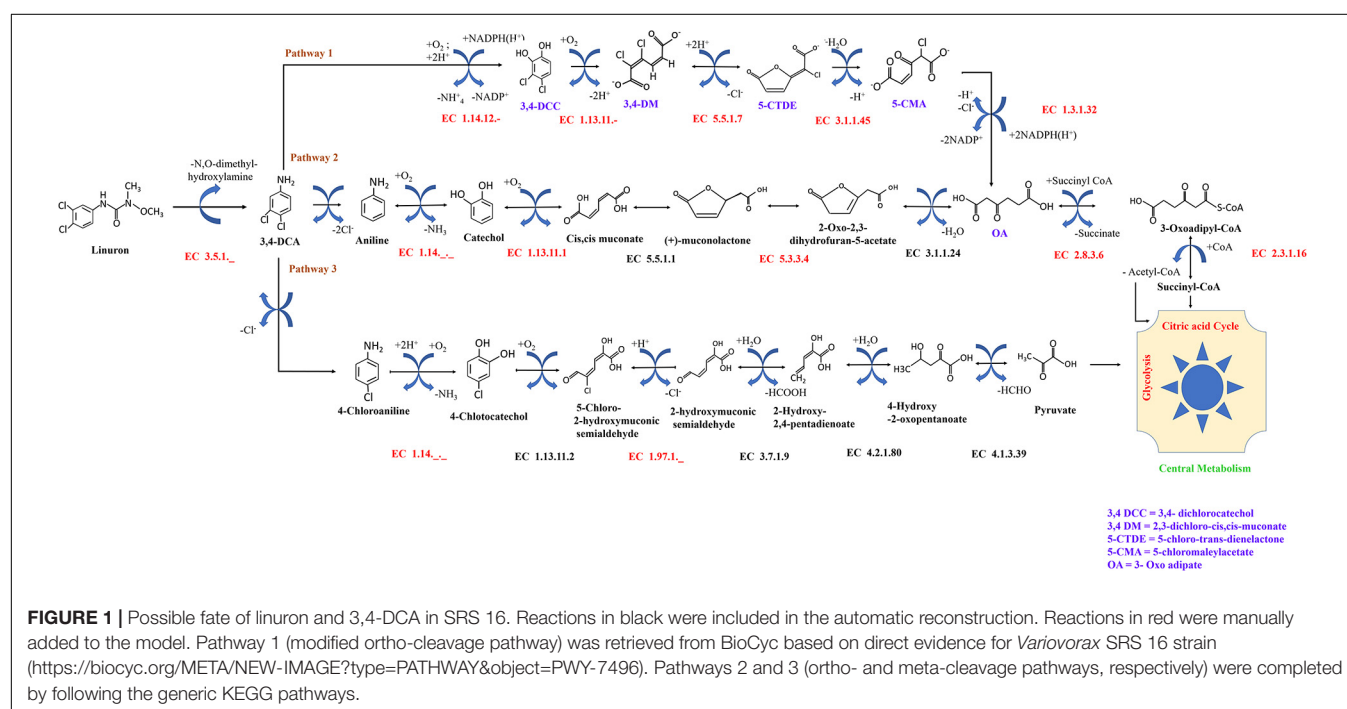 Pathway 1
+O₂ ;
+2H⁺
+NADPH(H⁺)
-NH⁺₄
-NADP⁺
EC 1.14.12.-
3,4-DCC
+O₂
-2H⁺
EC 1.13.11.-
3,4-DM
+2H⁺
-Cl⁻
EC 5.5.1.7
5-CTDE
-H₂O
-H⁺
EC 3.1.1.45
5-CMA
-H⁺
-Cl⁻
-2NADP⁺
+2NADPH(H⁺)
EC 1.3.1.32
Pathway 2
Linuron
-N,O-dimethyl-
hydroxylamine
EC 3.5.1._
3,4-DCA
-2Cl⁻
Aniline
+O₂
-NH₃
EC 1.14._._
Catechol
+O₂
EC 1.13.11.1
Cis,cis muconate
EC 5.5.1.1
(+)-muconolactone
EC 5.3.3.4
2-Oxo-2,3-
dihydrofuran-5-acetate
-H₂O
EC 3.1.1.24
OA
+Succinyl CoA
-Succinate
EC 2.8.3.6
3-Oxoadipyl-CoA
+CoA
EC 2.3.1.16
- Acetyl-CoA
Succinyl-CoA
Pathway 3
-Cl⁻
4-Chloroaniline
+2H⁺
+O₂
-NH₃
EC 1.14._._
4-Chlotocatechol
+O₂
EC 1.13.11.2
5-Chloro-
2-hydroxymuconic
semialdehyde
+H⁺
-Cl⁻
EC 1.97.1._
2-hydroxymuconic
semialdehyde
+H₂O
-HCOOH
EC 3.7.1.9
2-Hydroxy-
2,4-pentadienoate
+H₂O
EC 4.2.1.80
4-Hydroxy
-2-oxopentanoate
-HCHO
EC 4.1.3.39
Pyruvate
Citric acid Cycle
Glycolysis
Central Metabolism
3,4 DCC = 3,4- dichlorocatechol
3,4 DM = 2,3-dichloro-cis,cis-muconate
5-CTDE = 5-chloro-trans-dienelactone
5-CMA = 5-chloromaleylacetate
OA = 3- Oxo adipate
FIGURE 1 | Possible fate of linuron and 3,4-DCA in SRS 16. Reactions in black were included in the automatic reconstruction. Reactions in red were manually
added to the model. Pathway 1 (modified ortho-cleavage pathway) was retrieved from BioCyc based on direct evidence for Variovorax SRS 16 strain
(https://biocyc.org/META/NEW-IMAGE?type=PATHWAY&object=PWY-7496). Pathways 2 and 3 (ortho- and meta-cleavage pathways, respectively) were completed
by following the generic KEGG pathways.